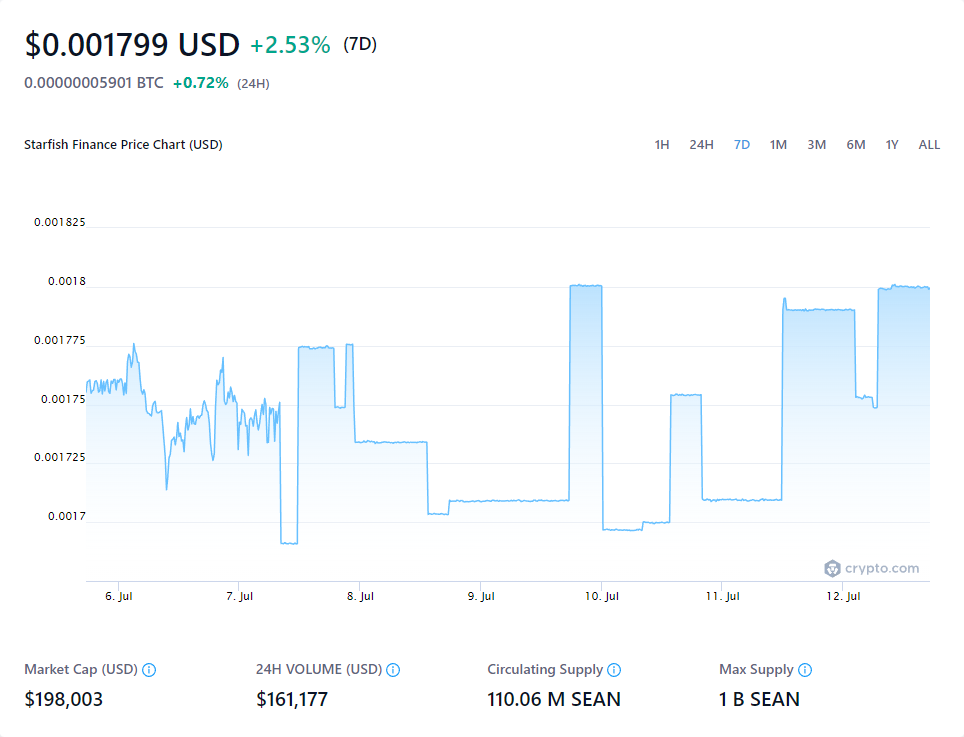 $0.001799 USD +2.53% (7D)
0.00000005901 BTC +0.72% (24H)
Starfish Finance Price Chart (USD)
1H 24H 7D 1M 3M 6M 1Y ALL
0.001825
0.0018
0.001775
0.00175
0.001725
0.0017
crypto.com
6. Jul 7. Jul 8. Jul 9. Jul 10. Jul 11. Jul 12. Jul
Market Cap (USD) 24H VOLUME (USD) Circulating Supply Max Supply
$198,003 $161,177 110.06 M SEAN 1 B SEAN